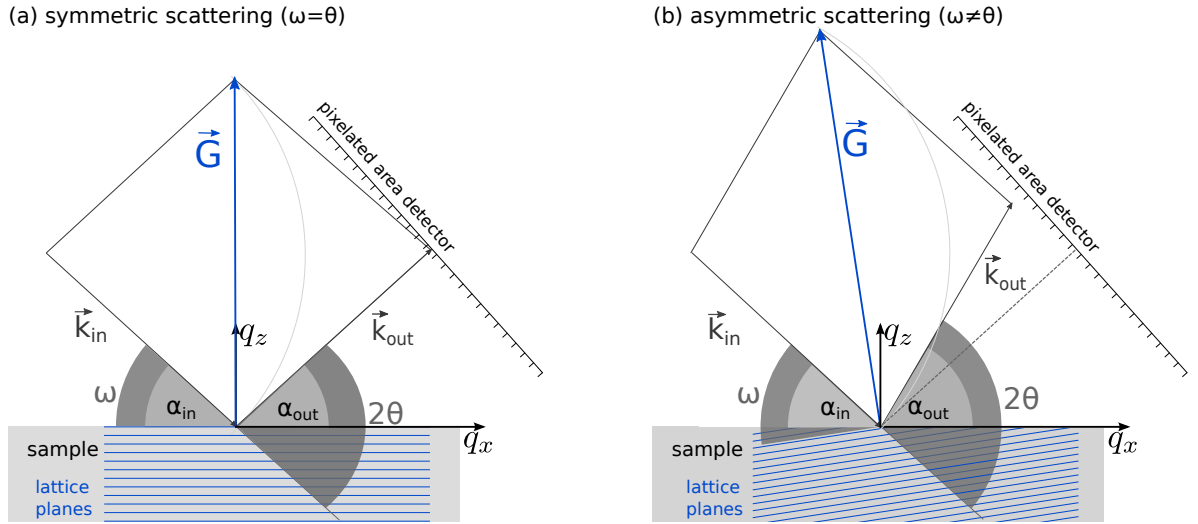 (a) symmetric scattering (ω=θ)
G
pixelated area detector
k_in
q_z
k_out
ω
α_in
α_out
2θ
sample
q_x
lattice
planes
(b) asymmetric scattering (ω≠θ)
G
pixelated area detector
k_out
k_in
q_z
ω
α_in
α_out
2θ
sample
q_x
lattice
planes